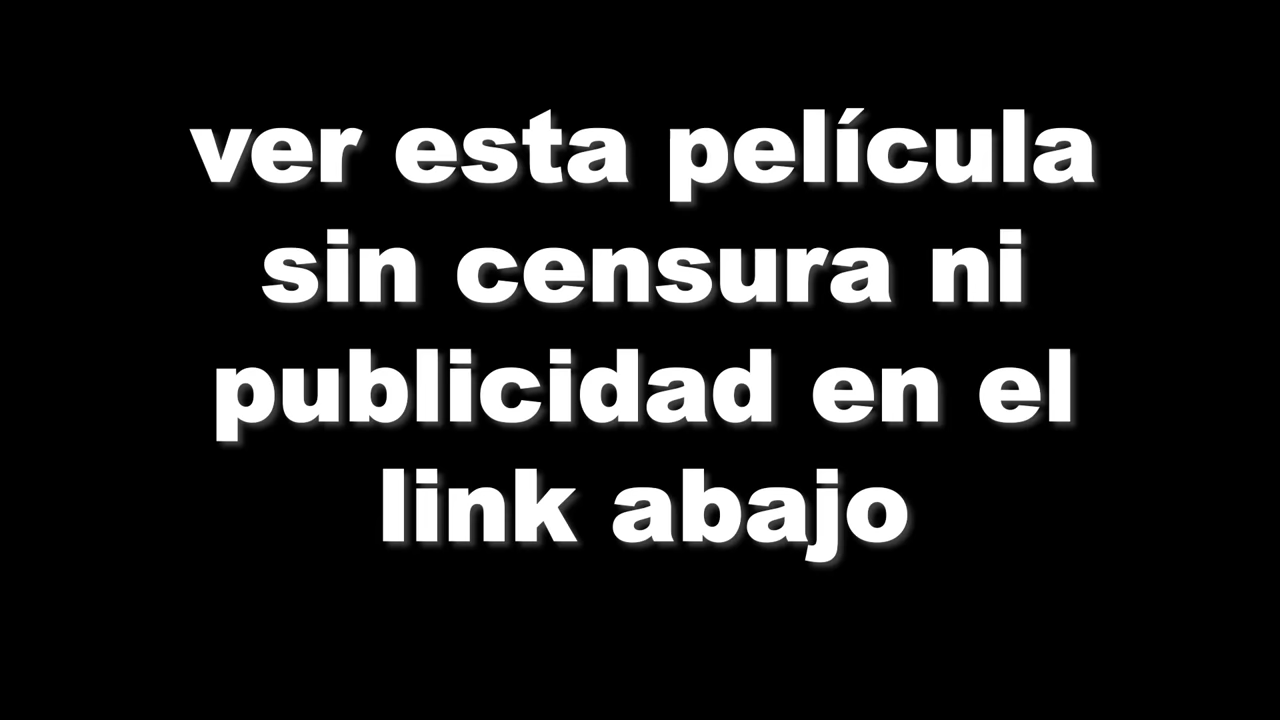 ver esta película
sin censura ni
publicidad en el
link abajo